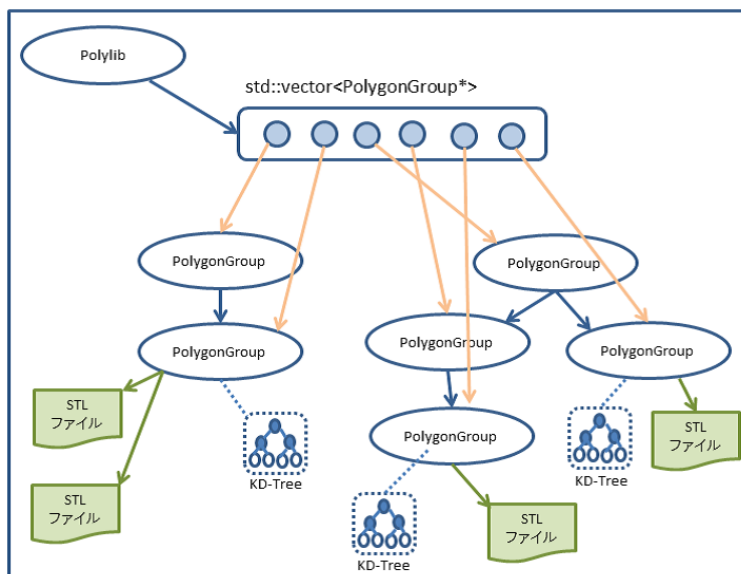 Polylib
std::vector<PolygonGroup*>
PolygonGroup
PolygonGroup
PolygonGroup
PolygonGroup
PolygonGroup
STL
ファイル
STL
ファイル
PolygonGroup
KD-Tree
KD-Tree
STL
ファイル
STL
ファイル
KD-Tree